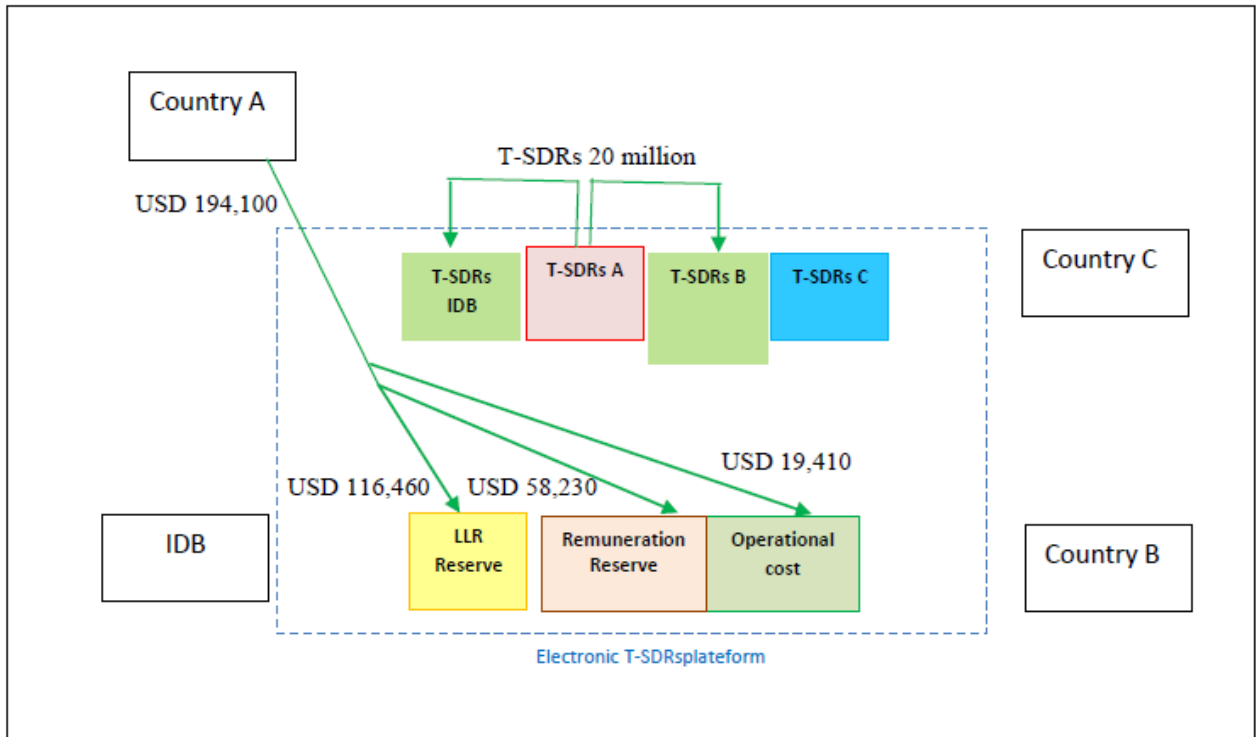 Country A
T-SDRs 20 million
USD 194,100
Country C
T-SDRs
IDB
T-SDRs A
T-SDRs B
T-SDRs C
USD 19,410
USD 116,460
USD 58,230
IDB
LLR
Reserve
Remuneration
Reserve
Operational
cost
Country B
Electronic T-SDRsplateform